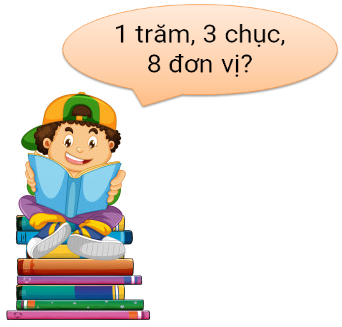 1 trăm, 3 chục,
8 đơn vị?